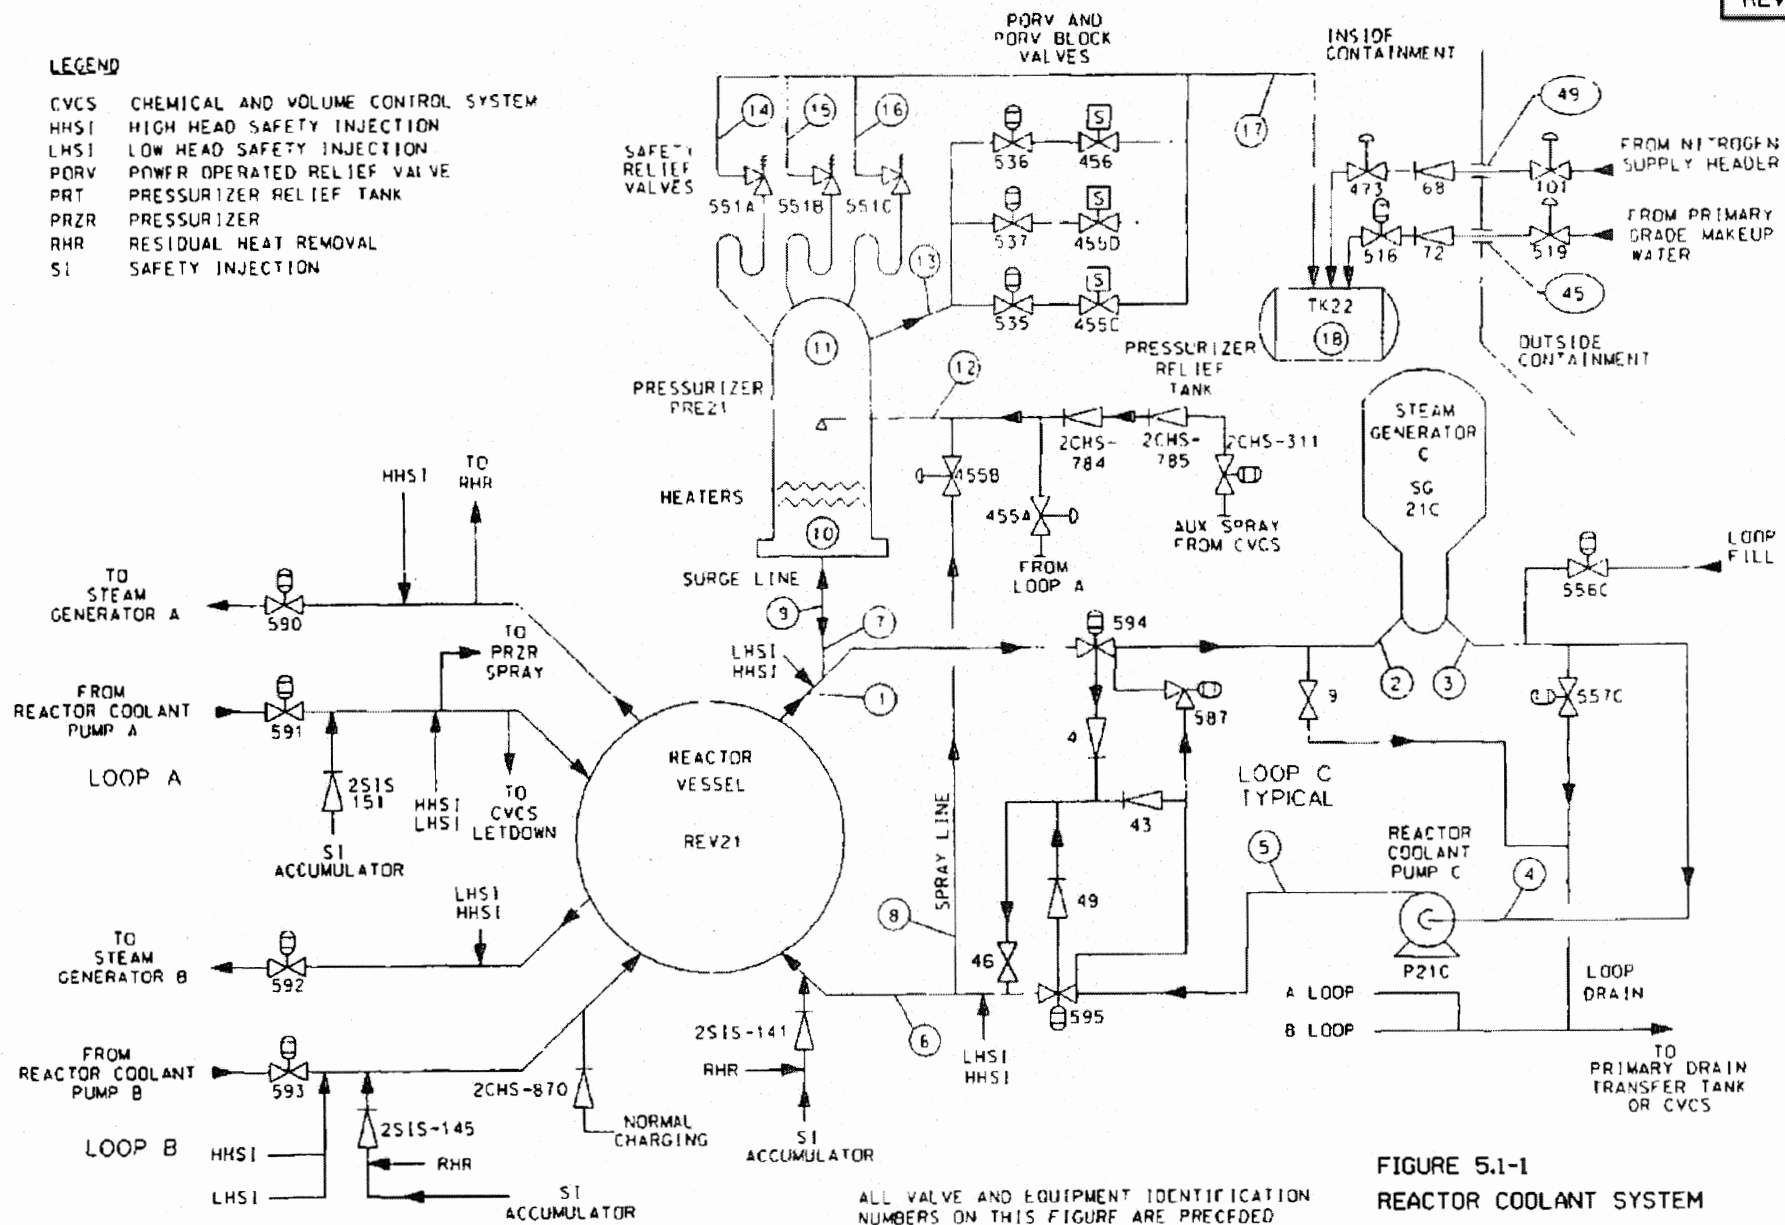 REV
LEGEND
CVCS CHEMICAL AND VOLUME CONTROL SYSTEM
HHSI HIGH HEAD SAFETY INJECTION
LHSI LOW HEAD SAFETY INJECTION
PORV POWER OPERATED RELIEF VALVE
PRT PRESSURIZER RELIEF TANK
PRZR PRESSURIZER
RHR RESIDUAL HEAT REMOVAL
SI SAFETY INJECTION
PORV AND
PORV BLOCK
VALVES
INSIDE
CONTAINMENT
SAFETY
RELIEF
VALVES
14
15
16
17
49
551A
551B
551C
536
456
537
455D
535
455C
13
473
68
101
FROM NITROGEN
SUPPLY HEADER
516
72
519
FROM PRIMARY
GRADE MAKEUP
WATER
45
TK22
18
OUTSIDE
CONTAINMENT
PRESSURIZER
RELIEF
TANK
11
PRESSURIZER
PRE21
12
HEATERS
10
2CHS-
784
2CHS-
785
2CHS-311
455B
455A
AUX SPRAY
FROM CVCS
FROM
LOOP A
STEAM
GENERATOR
C
SG
21C
LOOP
FILL
556C
HHSI
TO
RHR
TO
STEAM
GENERATOR A
590
SURGE LINE
9
7
LHSI
HHSI
1
594
2
3
9
557C
587
4
TO
PRZR
SPRAY
FROM
REACTOR COOLANT
PUMP A
591
LOOP A
2SIS
151
SI
ACCUMULATOR
HHSI
LHSI
TO
CVCS
LETDOWN
REACTOR
VESSEL
REV21
SPRAY LINE
43
LOOP C
TYPICAL
REACTOR
COOLANT
PUMP C
5
4
C
P21C
8
49
46
595
LHSI
HHSI
TO
STEAM
GENERATOR B
592
A LOOP
B LOOP
LOOP
DRAIN
TO
PRIMARY DRAIN
TRANSFER TANK
OR CVCS
FROM
REACTOR COOLANT
PUMP B
593
LOOP B
HHSI
LHSI
2SIS-145
RHR
SI
ACCUMULATOR
2CHS-870
NORMAL
CHARGING
2SIS-141
RHR
SI
ACCUMULATOR
6
LHSI
HHSI
ALL VALVE AND EQUIPMENT IDENTIFICATION
NUMBERS ON THIS FIGURE ARE PRECEDED
FIGURE 5.1-1
REACTOR COOLANT SYSTEM